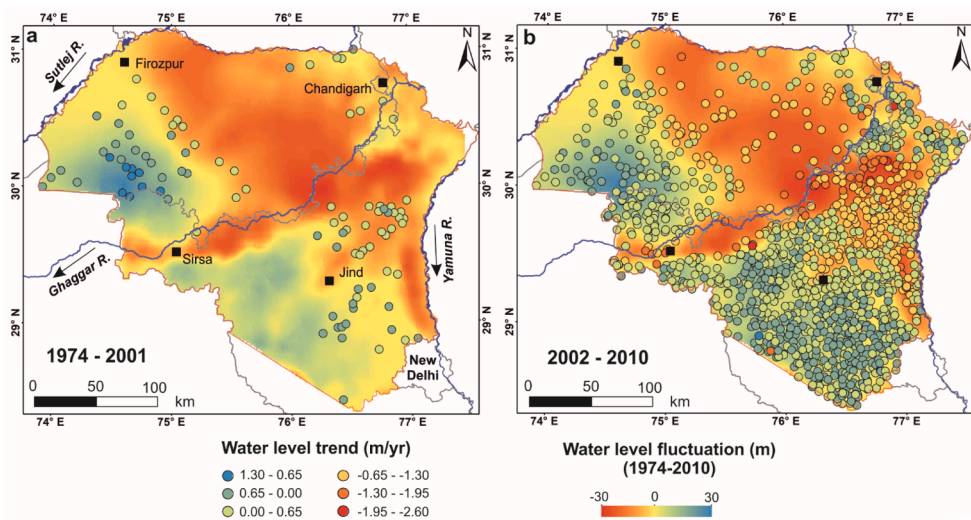 74° E 75° E 76° E 77° E 74° E 75° E 76° E 77° E
a
b
N
N
31° N
31° N
31° N
30° N
30° N
30° N
29° N
29° N
29° N
Sutlej R.
Firozpur
Chandigarh
Sirsa
Ghaggar R.
Jind
Yamuna R.
New
Delhi
1974 - 2001
2002 - 2010
0 50 100
km
0 50 100
km
74° E 75° E 76° E 77° E 74° E 75° E 76° E 77° E
Water level trend (m/yr)
1.30 - 0.65
0.65 - 0.00
0.00 - 0.65
-0.65 - -1.30
-1.30 - -1.95
-1.95 - -2.60
Water level fluctuation (m)
(1974-2010)
-30 0 30